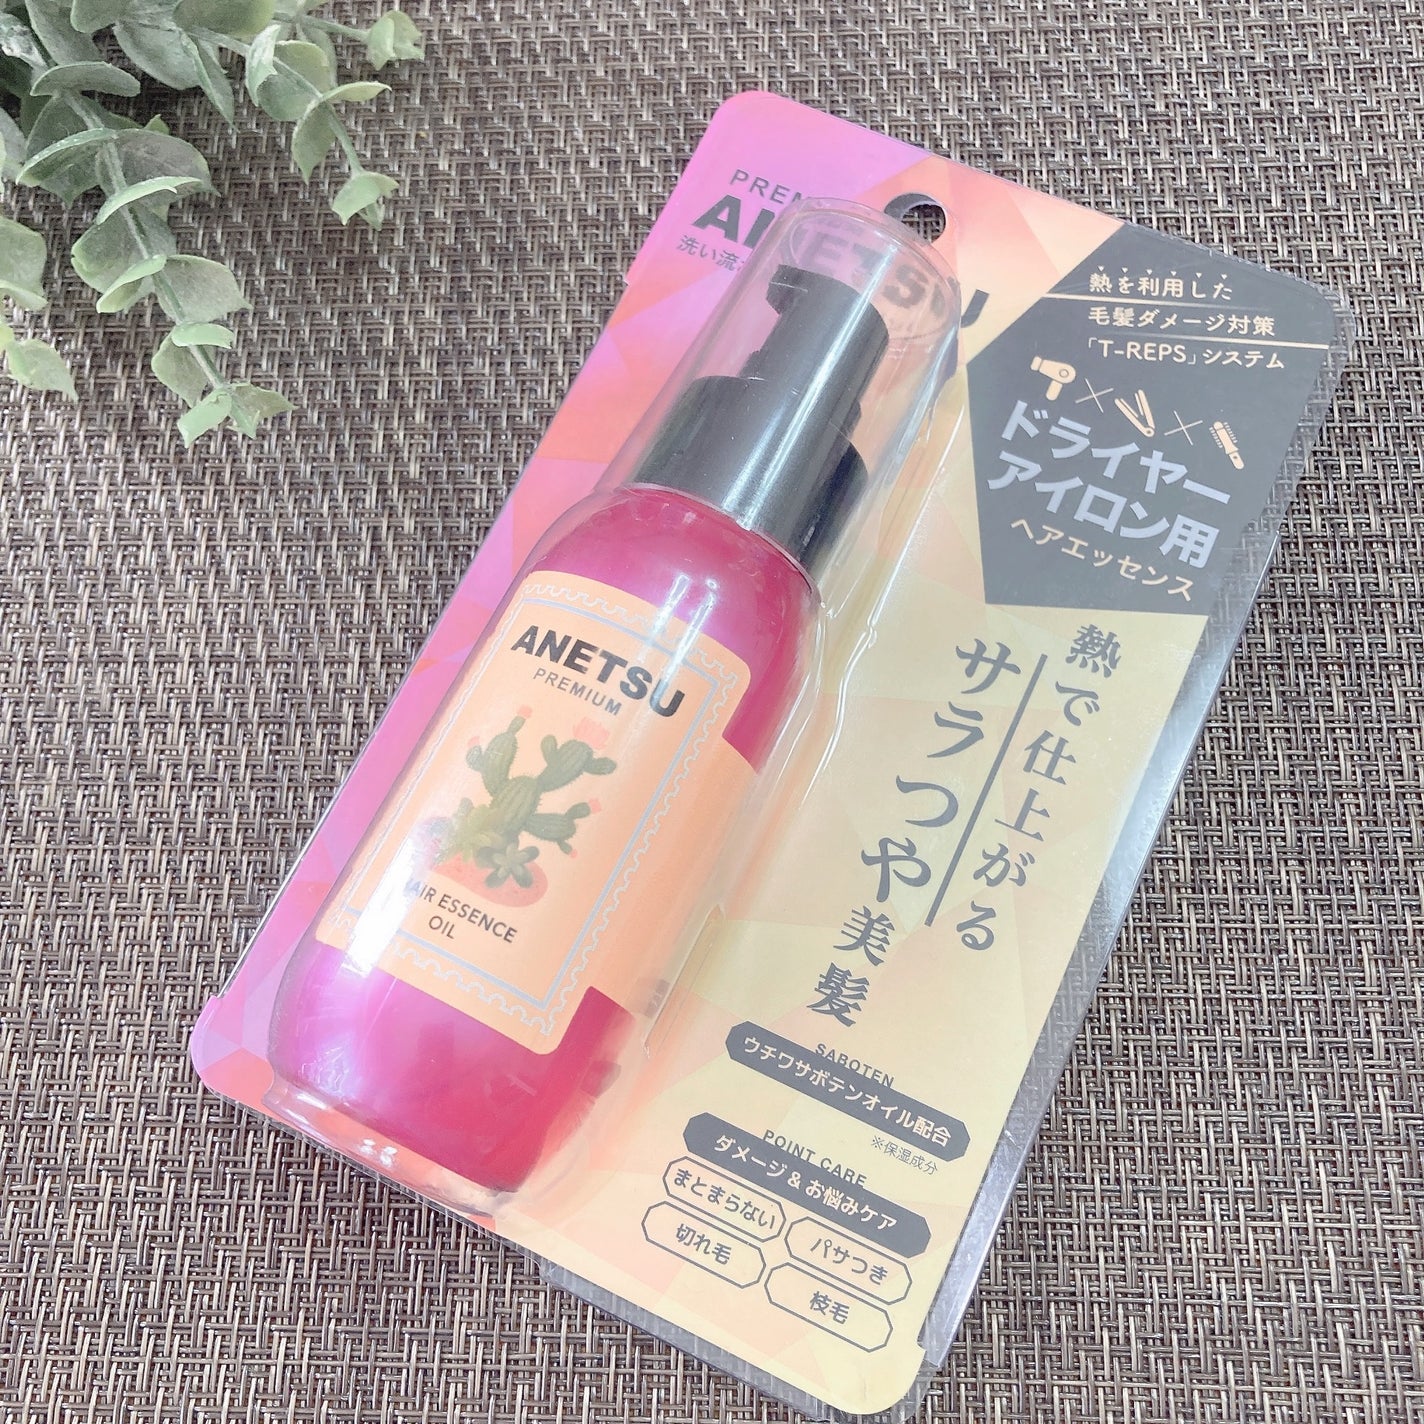 ANETSU
洗い流
熱を利用した
毛髪ダメージ対策
「T-REPS」システム
ドライヤー
アイロン用
ヘアエッセンス
熱で仕上がる
サラつや美髪
SABOTEN
ウチワサボテンオイル配合
※保湿成分
POINT CARE
ダメージ&お悩みケア
まとまらない
パサつき
切れ毛
枝毛
ANETSU
PREMIUM
HAIR ESSENCE
OIL